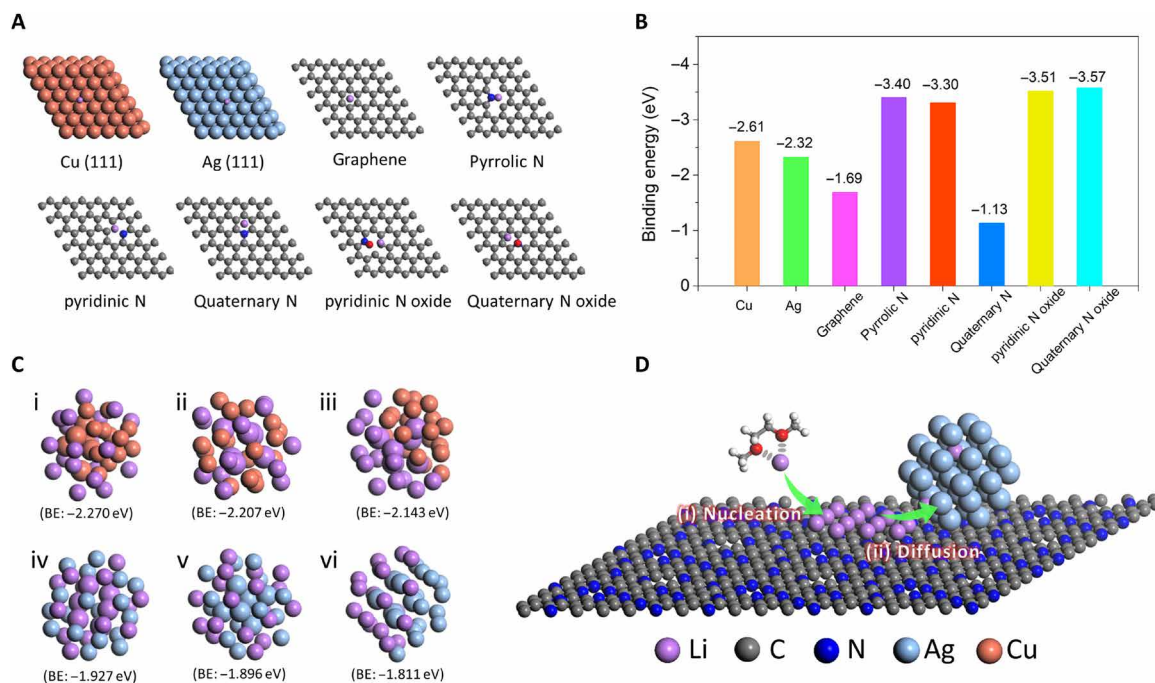 A
Cu (111) Ag (111) Graphene Pyrrolic N
pyridinic N Quaternary N pyridinic N oxide Quaternary N oxide
B
Binding energy (eV)
−4
−3
−2
−1
0
−2.61
−2.32
−1.69
−3.40
−3.30
−1.13
−3.51
−3.57
Cu
Ag
Graphene
Pyrrolic N
pyridinic N
Quaternary N
pyridinic N oxide
Quaternary N oxide
C
i ii iii
(BE: −2.270 eV) (BE: −2.207 eV) (BE: −2.143 eV)
iv v vi
(BE: −1.927 eV) (BE: −1.896 eV) (BE: −1.811 eV)
D
(i) Nucleation
(ii) Diffusion
Li C N Ag Cu